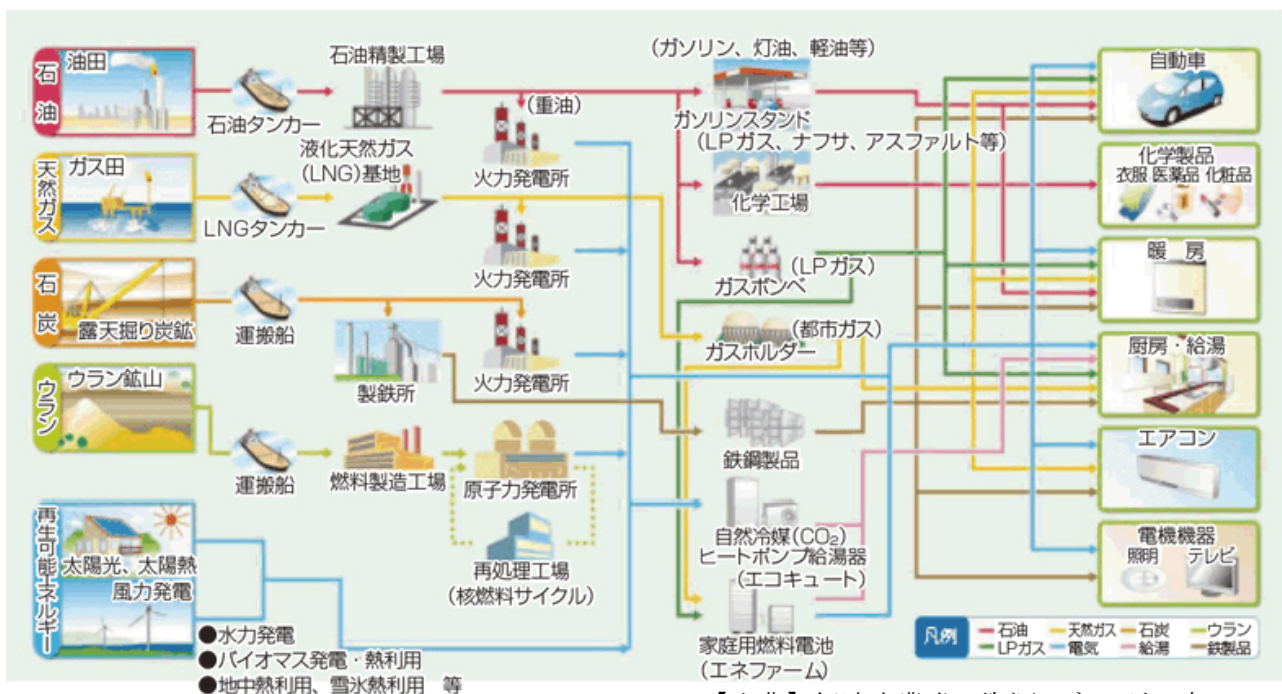 石油
油田
石油タンカー
石油精製工場
(重油)
火力発電所
(ガソリン、灯油、軽油等)
ガソリンスタンド
(LPガス、ナフサ、アスファルト等)
化学工場
(LPガス)
ガスボンベ
天然ガス
ガス田
LNGタンカー
液化天然ガス
(LNG)基地
火力発電所
(都市ガス)
ガスホルダー
石炭
露天掘り炭鉱
運搬船
製鉄所
火力発電所
鉄鋼製品
ウラン
ウラン鉱山
運搬船
燃料製造工場
原子力発電所
再処理工場
(核燃料サイクル)
自然冷媒(CO₂)
ヒートポンプ給湯器
(エコキュート)
家庭用燃料電池
(エネファーム)
再生可能エネルギー
太陽光、太陽熱
風力発電
●水力発電
●バイオマス発電・熱利用
●地中熱利用、雪氷熱利用 等
自動車
化学製品
衣服 医薬品 化粧品
暖房
厨房・給湯
エアコン
電機機器
照明 テレビ
凡例
石油 天然ガス 石炭 ウラン
LPガス 電気 給湯 鉄製品